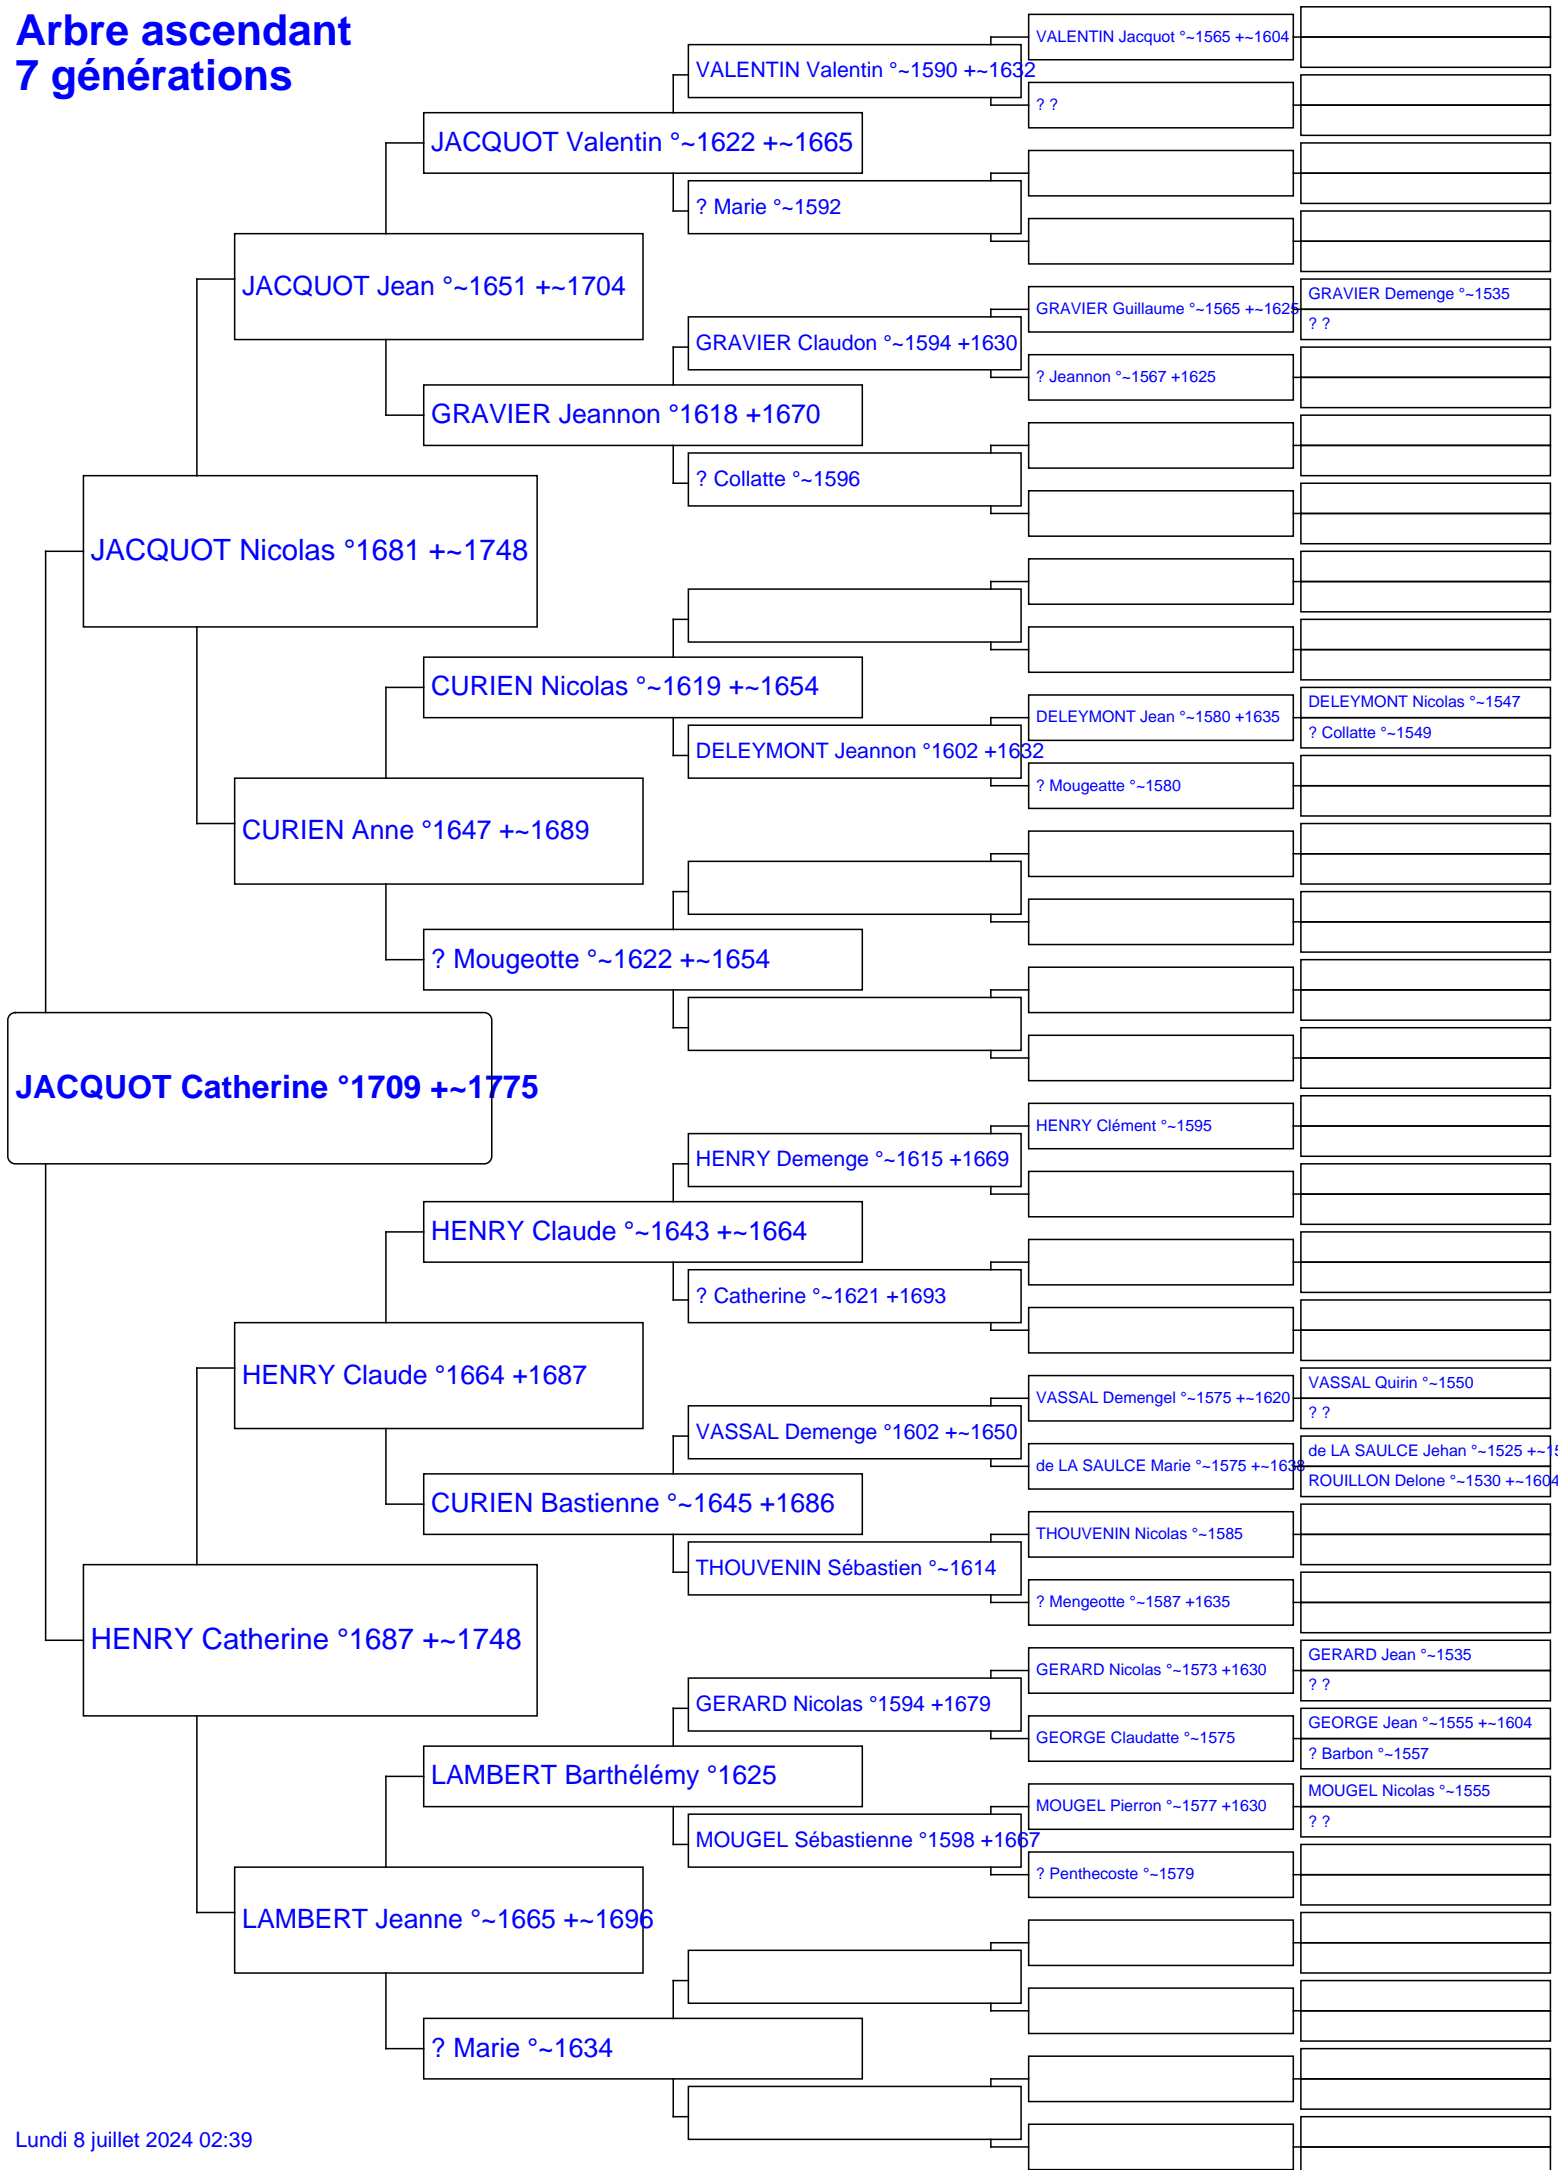 Arbre ascendant
7 générations
VALENTIN Jacquot °~1565 +~1604
VALENTIN Valentin °~1590 +~1632
? ?
JACQUOT Valentin °~1622 +~1665
? Marie °~1592
JACQUOT Jean °~1651 +~1704
GRAVIER Demenge °~1535
GRAVIER Guillaume °~1565 +~1625
? ?
GRAVIER Claudon °~1594 +1630
? Jeannon °~1567 +1625
GRAVIER Jeannon °1618 +1670
? Collatte °~1596
JACQUOT Nicolas °1681 +~1748
CURIEN Nicolas °~1619 +~1654
DELEYMONT Nicolas °~1547
DELEYMONT Jean °~1580 +1635
? Collatte °~1549
DELEYMONT Jeannon °1602 +1632
? Mougeatte °~1580
CURIEN Anne °1647 +~1689
? Mougeotte °~1622 +~1654
JACQUOT Catherine °1709 +~1775
HENRY Clément °~1595
HENRY Demenge °~1615 +1669
HENRY Claude °~1643 +~1664
? Catherine °~1621 +1693
HENRY Claude °1664 +1687
VASSAL Quirin °~1550
VASSAL Demengel °~1575 +~1620
? ?
VASSAL Demenge °1602 +~1650
de LA SAULCE Jehan °~1525
de LA SAULCE Marie °~1575 +~1638
ROUILLON Delone °~1530 +~1604
CURIEN Bastienne °~1645 +1686
THOUVENIN Nicolas °~1585
THOUVENIN Sébastien °~1614
? Mengeotte °~1587 +1635
HENRY Catherine °1687 +~1748
GERARD Jean °~1535
GERARD Nicolas °~1573 +1630
? ?
GERARD Nicolas °1594 +1679
GEORGE Jean °~1555 +~1604
GEORGE Claudatte °~1575
? Barbon °~1557
LAMBERT Barthélémy °1625
MOUGEL Nicolas °~1555
MOUGEL Pierron °~1577 +1630
? ?
MOUGEL Sébastienne °1598 +1667
? Penthecoste °~1579
LAMBERT Jeanne °~1665 +~1696
? Marie °~1634
Lundi 8 juillet 2024 02:39